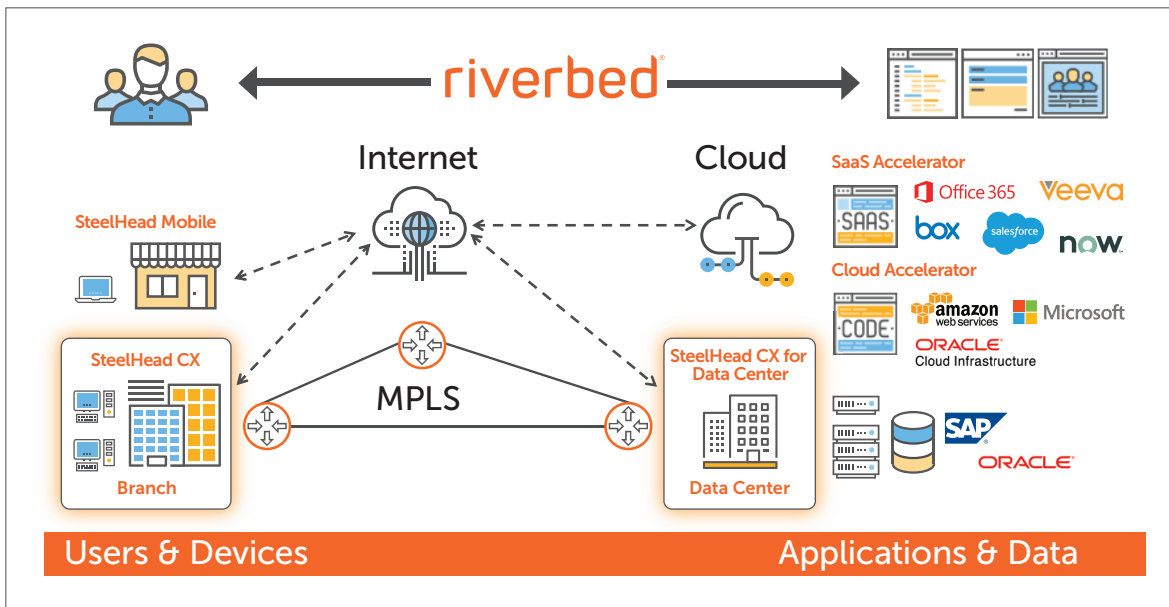 riverbed®
Internet
Cloud
SaaS Accelerator
SAAS
Office 365
Veeva
box
salesforce
now
SteelHead Mobile
Cloud Accelerator
CODE
amazon
web services
Microsoft
ORACLE
Cloud Infrastructure
SteelHead CX
Branch
MPLS
SteelHead CX for
Data Center
Data Center
SAP
ORACLE
Users & Devices
Applications & Data